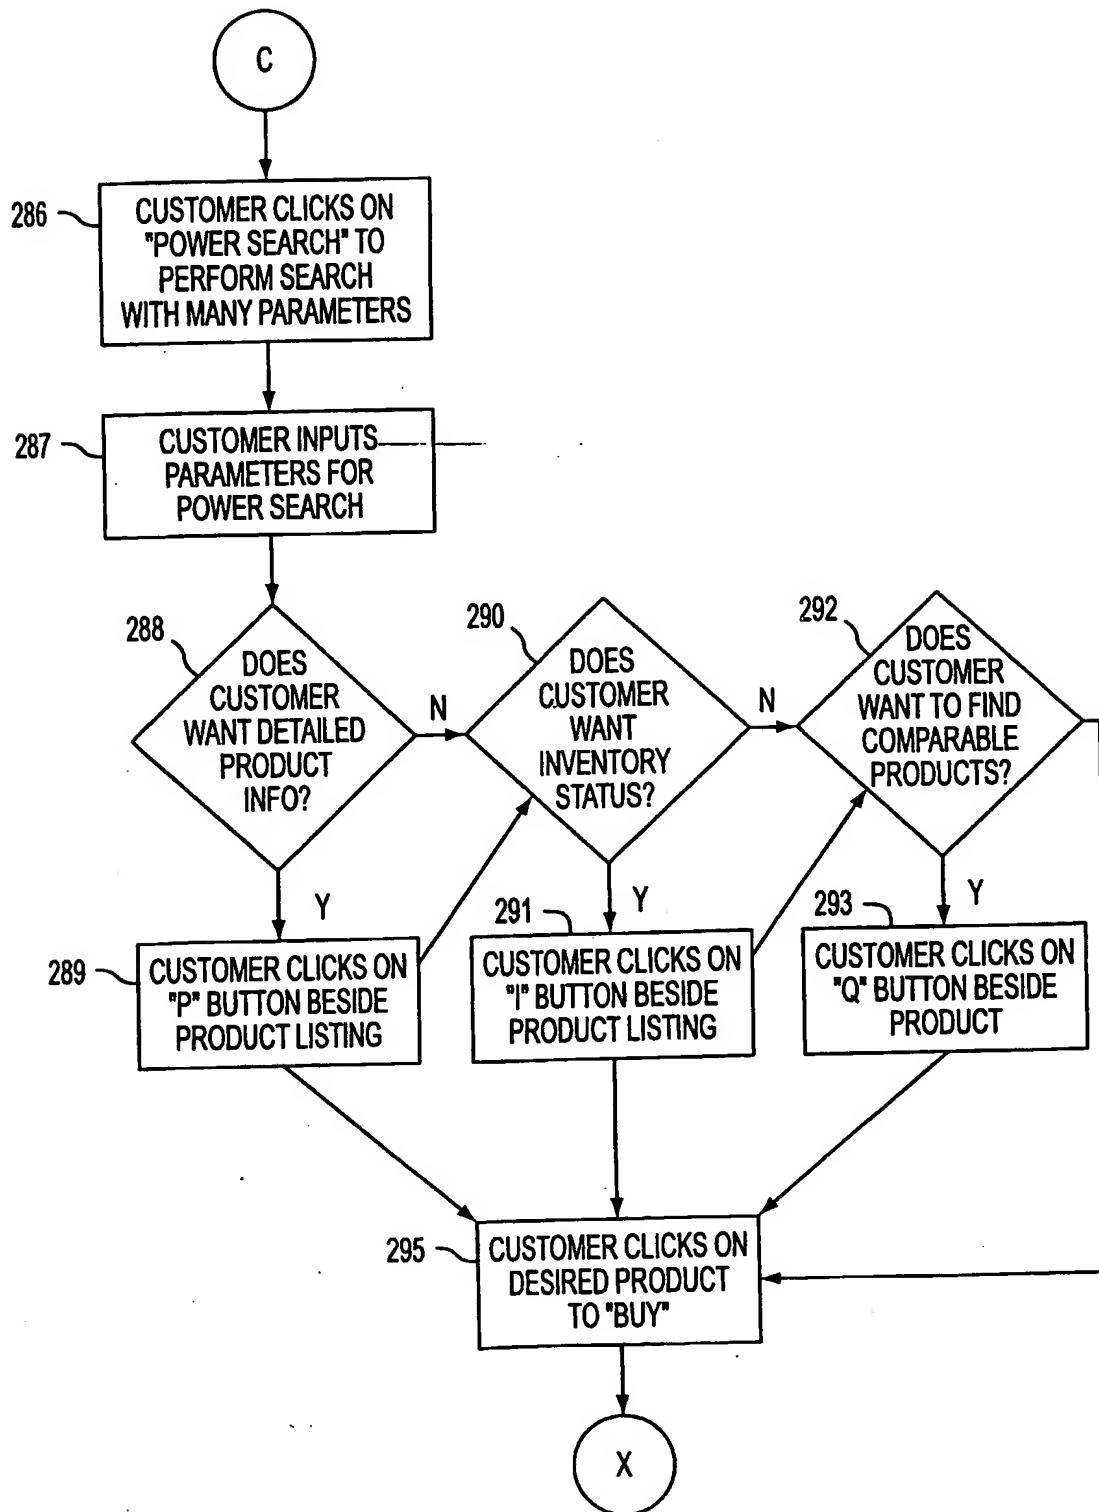 C
286
CUSTOMER CLICKS ON
"POWER SEARCH" TO
PERFORM SEARCH
WITH MANY PARAMETERS
287
CUSTOMER INPUTS
PARAMETERS FOR
POWER SEARCH
288
DOES
CUSTOMER
WANT DETAILED
PRODUCT
INFO?
N
Y
290
DOES
CUSTOMER
WANT
INVENTORY
STATUS?
N
Y
292
DOES
CUSTOMER
WANT TO FIND
COMPARABLE
PRODUCTS?
Y
289
CUSTOMER CLICKS ON
"P" BUTTON BESIDE
PRODUCT LISTING
291
CUSTOMER CLICKS ON
"I" BUTTON BESIDE
PRODUCT LISTING
293
CUSTOMER CLICKS ON
"Q" BUTTON BESIDE
PRODUCT
295
CUSTOMER CLICKS ON
DESIRED PRODUCT
TO "BUY"
X